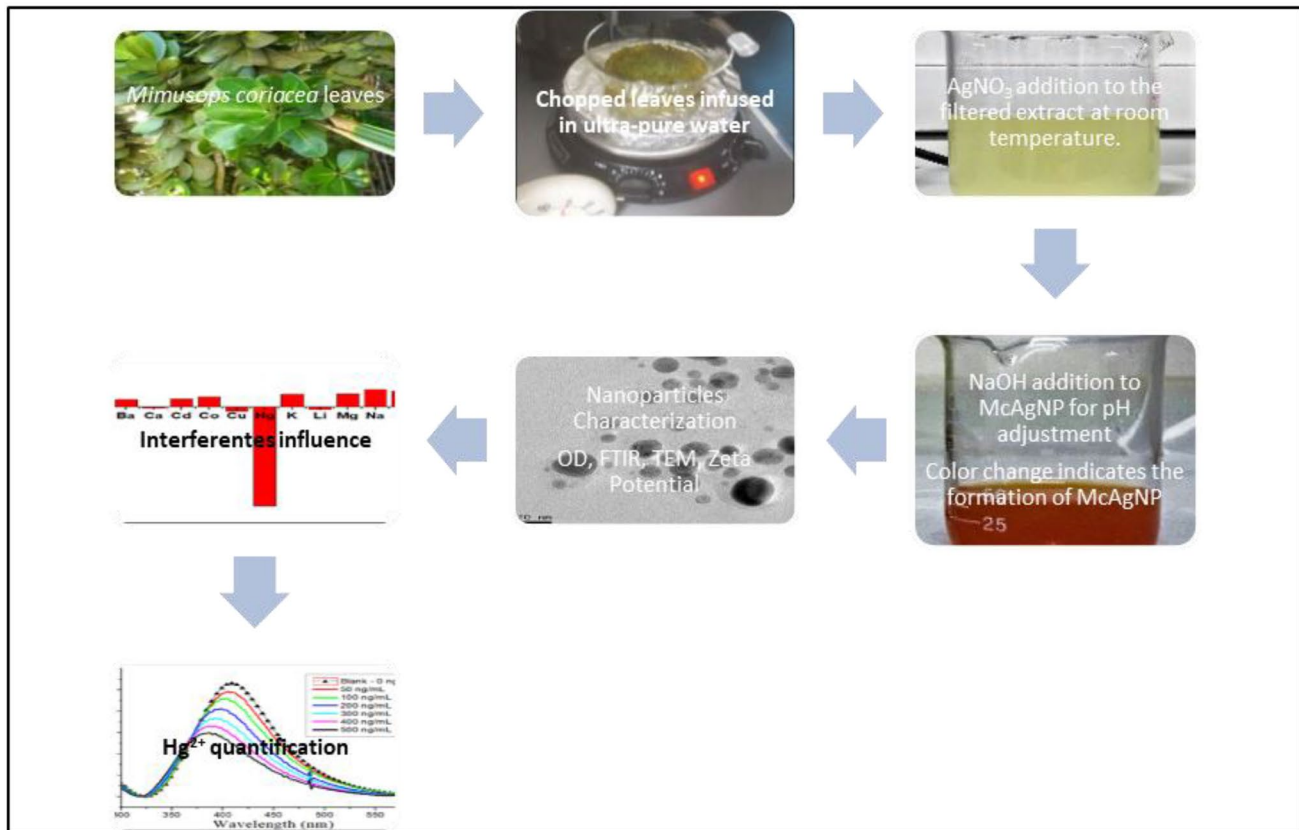 Mimusops coriacea leaves
Chopped leaves infused
in ultra-pure water
AgNO₃ addition to the
filtered extract at room
temperature.
NaOH addition to
McAgNP for pH
adjustment
Color change indicates the
formation of McAgNP
25
Nanoparticles
Characterization
OD, FTIR, TEM, Zeta
Potential
Ba Ca Cd Co Cu Hg K Li Mg Na
Interferentes influence
Blank - 0 ng
50 ng/mL
100 ng/mL
200 ng/mL
300 ng/mL
400 ng/mL
500 ng/mL
Hg²⁺ quantification
350 400 450 500 550
Wavelength (nm)